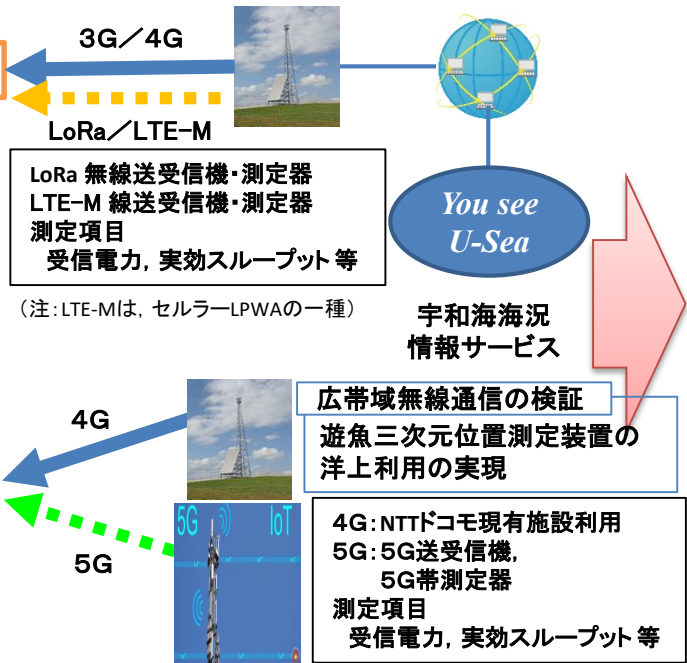 3G／4G
LoRa／LTE-M
LoRa 無線送受信機・測定器
LTE-M 線送受信機・測定器
測定項目
受信電力，実効スループット 等
（注：LTE-Mは，セルラーLPWAの一種）
You see
U-Sea
宇和海海況
情報サービス
4G
5G
5G
IoT
広帯域無線通信の検証
遊魚三次元位置測定装置の
洋上利用の実現
4G：NTTドコモ現有施設利用
5G：5G送受信機，
5G帯測定器
測定項目
受信電力，実効スループット 等